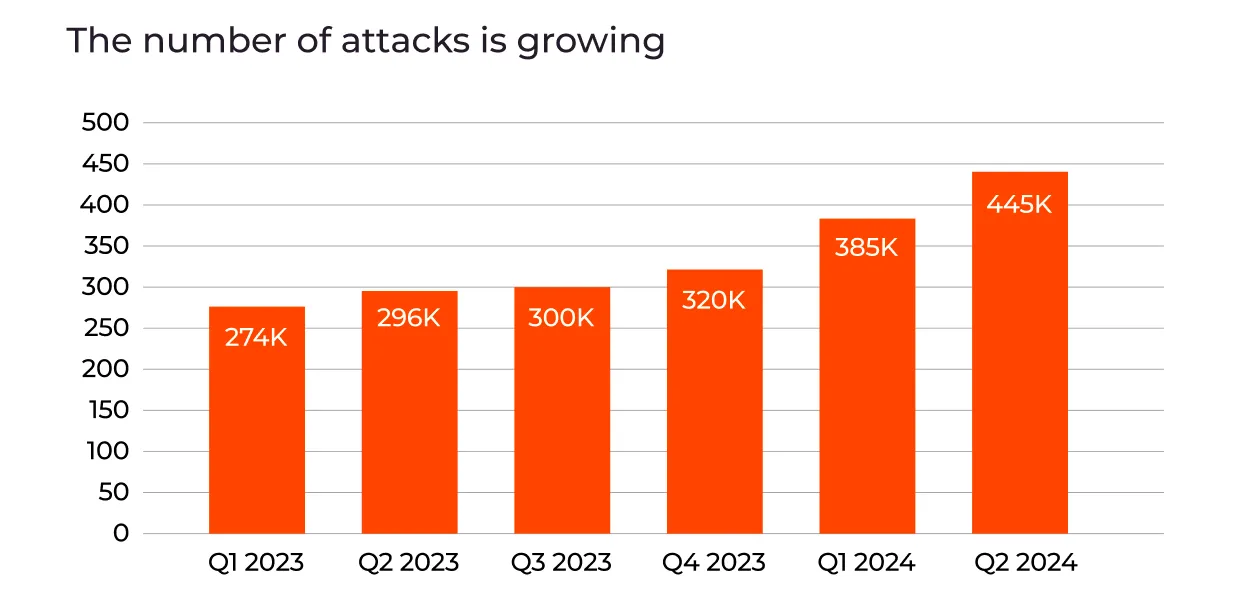 The number of attacks is growing
500
450
400
350
300
250
200
150
100
50
0
274K
296K
300K
320K
385K
445K
Q1 2023
Q2 2023
Q3 2023
Q4 2023
Q1 2024
Q2 2024